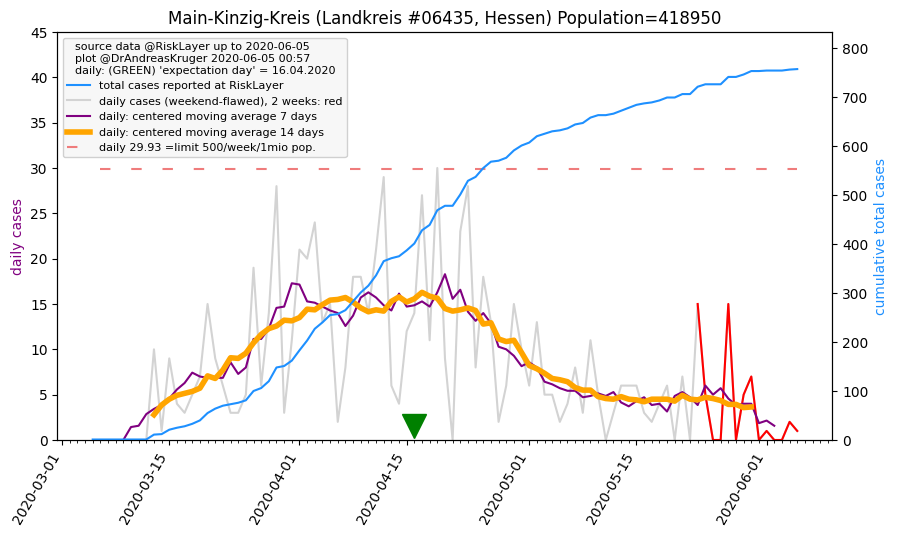 Main-Kinzig-Kreis (Landkreis #06435, Hessen) Population=418950
source data @RiskLayer up to 2020-06-05
plot @DrAndreasKruger 2020-06-05 00:57
daily: (GREEN) 'expectation day' = 16.04.2020
total cases reported at RiskLayer
daily cases (weekend-flawed), 2 weeks: red
daily: centered moving average 7 days
daily: centered moving average 14 days
daily 29.93 =limit 500/week/1mio pop.
daily cases
45
40
35
30
25
20
15
10
5
0
800
700
600
500
400
300
200
100
0
cumulative total cases
2020-03-01
2020-03-15
2020-04-01
2020-04-15
2020-05-01
2020-05-15
2020-06-01